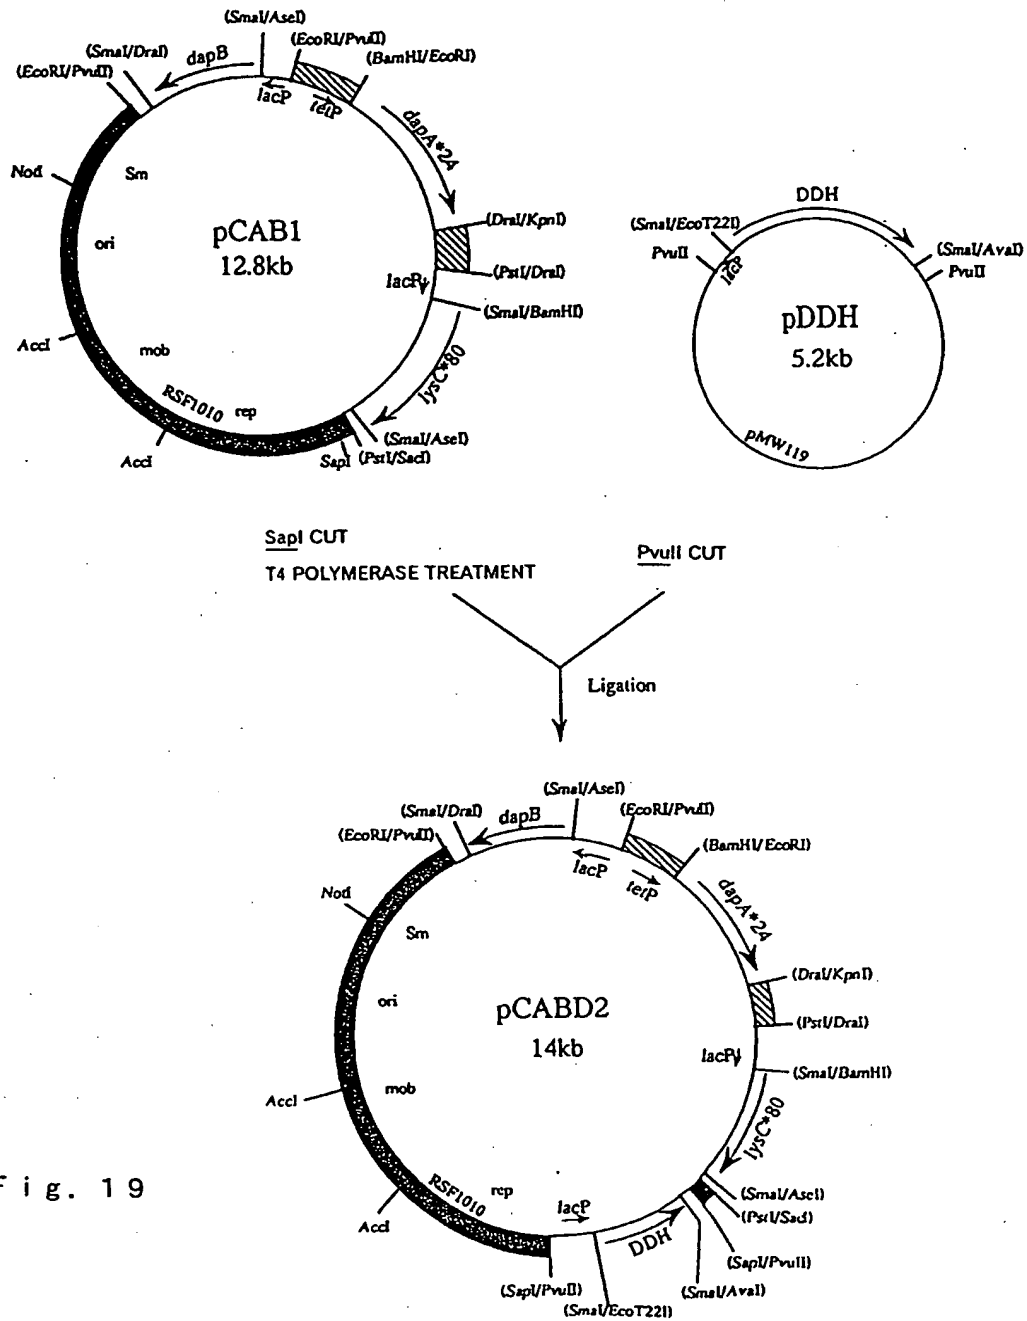 (SmaI/AseI)
(EcoRI/PvuII)
(SmaI/DraI)
dapB
(BamHI/EcoRI)
(EcoRI/PvuII)
lacP
tetP
dapA*24
NotI
Sm
pCAB1
12.8kb
ori
(DraI/KpnI)
(PstI/DraI)
lacP
(SmaI/BamHI)
AccI
mob
lysC*80
RSF1010
rep
(SmaI/AseI)
AccI
SapI
(PstI/SacI)
DDH
(SmaI/EcoT22I)
PvuII
lacP
(SmaI/AvaI)
PvuII
pDDH
5.2kb
pMW119
SapI CUT
T4 POLYMERASE TREATMENT
PvuII CUT
Ligation
(SmaI/AseI)
(SmaI/DraI)
dapB
(EcoRI/PvuII)
(EcoRI/PvuII)
(BamHI/EcoRI)
lacP
tetP
dapA*24
NotI
Sm
(DraI/KpnI)
ori
pCABD2
14kb
(PstI/DraI)
lacP
(SmaI/BamHI)
AccI
mob
lysC*80
RSF1010
rep
(SmaI/AseI)
(PstI/SacI)
AccI
lacP
DDH
(SapI/PvuII)
(SapI/PvuII)
(SmaI/AvaI)
(SmaI/EcoT22I)
Fig. 19